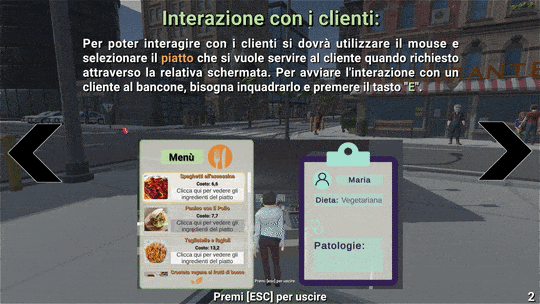 Interazione con i clienti:
Per poter interagire con i clienti si dovrà utilizzare il mouse e
selezionare il piatto che si vuole servire al cliente quando richiesto
attraverso la relativa schermata. Per avviare l'interazione con un
cliente al bancone, bisogna inquadrarlo e premere il tasto "E".
ANTE
Menù
Spaghetti all'assassina
Costo: 6,6
Clicca qui per vedere gli
ingredienti del piatto
Panino con il Pollo
Costo: 7,7
Clicca qui per vedere gli
ingredienti del piatto
Tagliatelle e fagioli
Costo: 13,2
Clicca qui per vedere gli
ingredienti del piatto
Crostata vegana ai frutti di bosco
Maria
Dieta: Vegetariana
Patologie:
Premi [ESC] per uscire
Premi [ESC] per uscire
2